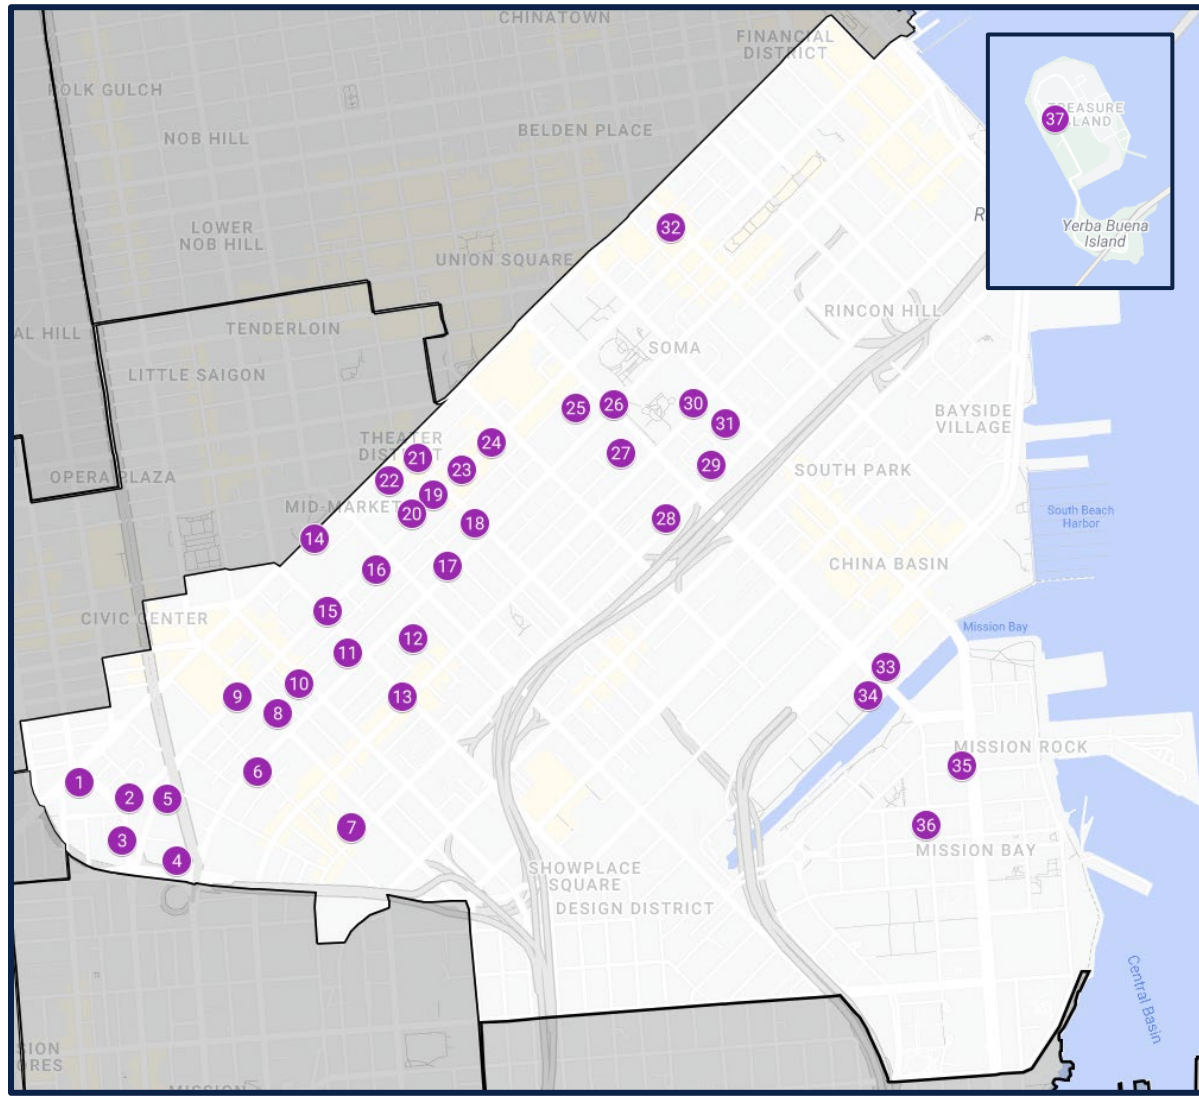 CHINATOWN
FINANCIAL
DISTRICT
POLK GULCH
NOB HILL
BELDEN PLACE
TREASURE
ISLAND
37
LOWER
NOB HILL
UNION SQUARE
32
Yerba Buena
Island
RINCON HILL
TENDERLOIN
SOMA
LITTLE SAIGON
25
26
30
31
BAYSIDE
VILLAGE
THEATER
DISTRICT
24
21
22
23
27
29
SOUTH PARK
OPERA PLAZA
MID-MARKET
19
20
18
28
South Beach
Harbor
14
16
17
CHINA BASIN
15
CIVIC CENTER
12
11
Mission Bay
33
34
10
9
13
8
MISSION ROCK
35
6
1
2
5
7
36
3
4
MISSION BAY
SHOWPLACE
SQUARE
DESIGN DISTRICT
Central Basin
MISSION